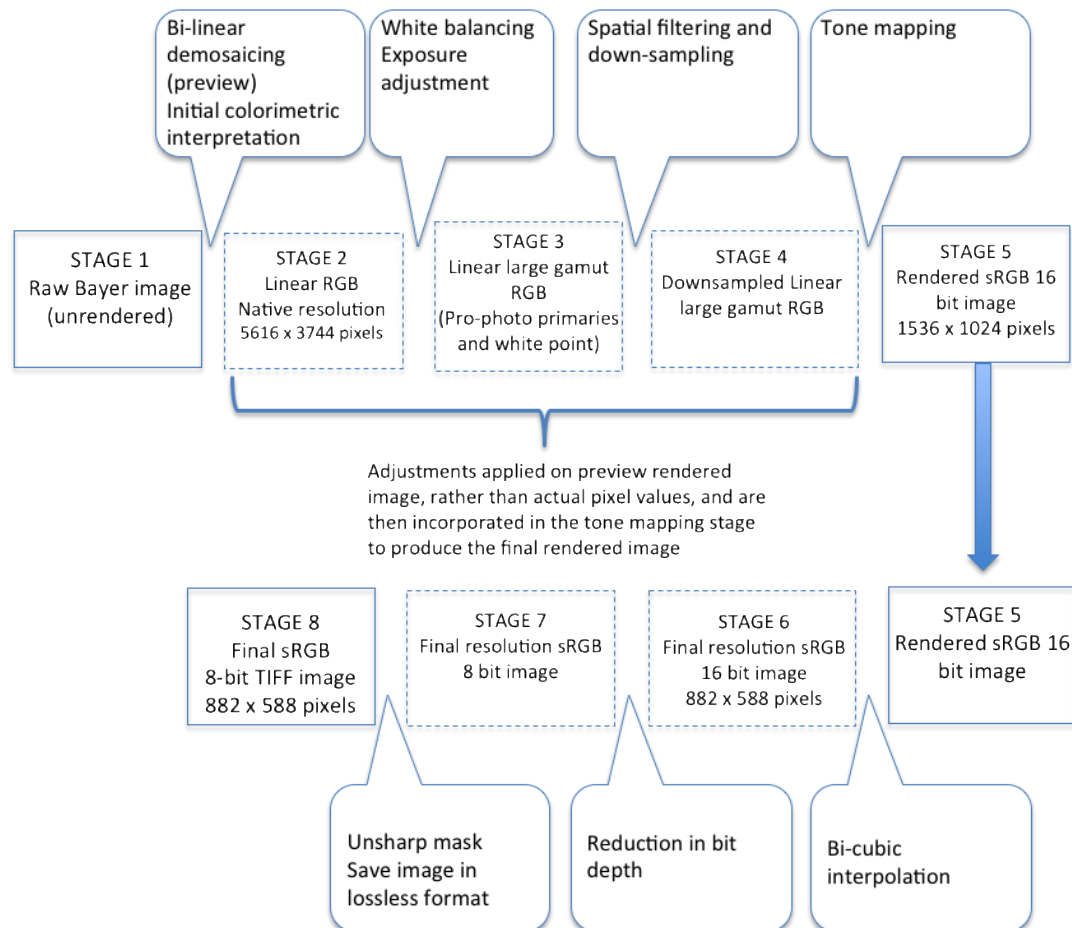 Bi-linear
demosaicing
(preview)
Initial colorimetric
interpretation
White balancing
Exposure
adjustment
Spatial filtering and
down-sampling
Tone mapping
STAGE 1
Raw Bayer image
(unrendered)
STAGE 2
Linear RGB
Native resolution
5616 x 3744 pixels
STAGE 3
Linear large gamut
RGB
(Pro-photo primaries
and white point)
STAGE 4
Downsampled Linear
large gamut RGB
STAGE 5
Rendered sRGB 16
bit image
1536 x 1024 pixels
Adjustments applied on preview rendered
image, rather than actual pixel values, and are
then incorporated in the tone mapping stage
to produce the final rendered image
STAGE 8
Final sRGB
8-bit TIFF image
882 x 588 pixels
STAGE 7
Final resolution sRGB
8 bit image
STAGE 6
Final resolution sRGB
16 bit image
882 x 588 pixels
STAGE 5
Rendered sRGB 16
bit image
Unsharp mask
Save image in
lossless format
Reduction in bit
depth
Bi-cubic
interpolation